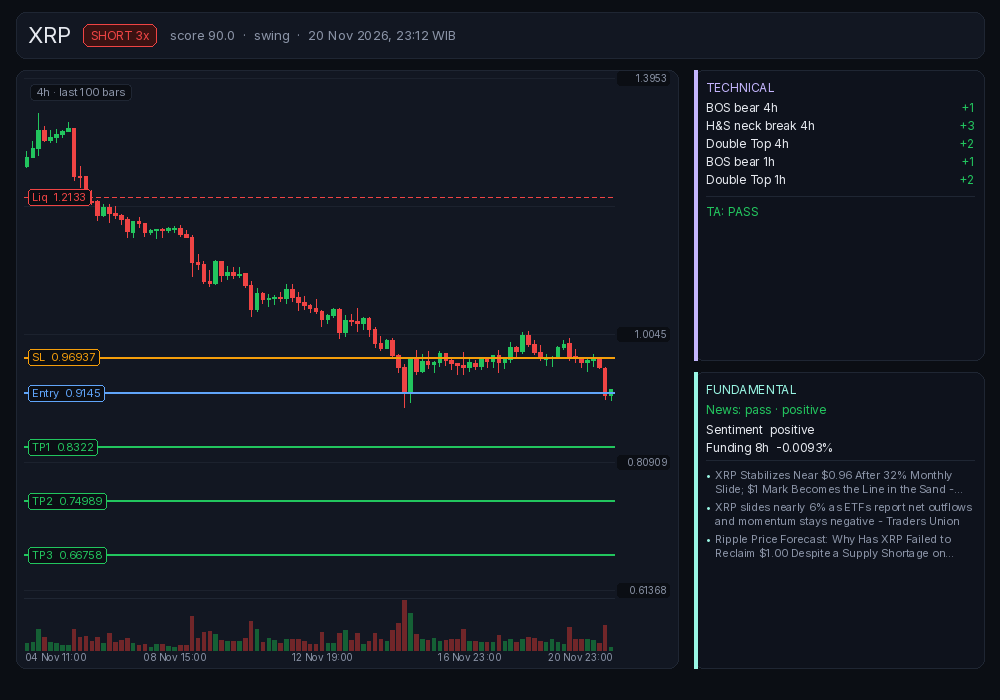 XRP SHORT 3x score 90.0 · swing · 20 Nov 2026, 23:12 WIB
4h · last 100 bars
1.3953
Liq 1.2133
1.0045
SL 0.96937
Entry 0.9145
TP1 0.8322
0.80909
TP2 0.74989
TP3 0.66758
0.61368
04 Nov 11:00 08 Nov 15:00 12 Nov 19:00 16 Nov 23:00 20 Nov 23:00
TECHNICAL
BOS bear 4h +1
H&S neck break 4h +3
Double Top 4h +2
BOS bear 1h +1
Double Top 1h +2
TA: PASS
FUNDAMENTAL
News: pass · positive
Sentiment positive
Funding 8h -0.0093%
• XRP Stabilizes Near $0.96 After 32% Monthly
Slide; $1 Mark Becomes the Line in the Sand -...
• XRP slides nearly 6% as ETFs report net outflows
and momentum stays negative - Traders Union
• Ripple Price Forecast: Why Has XRP Failed to
Reclaim $1.00 Despite a Supply Shortage on...